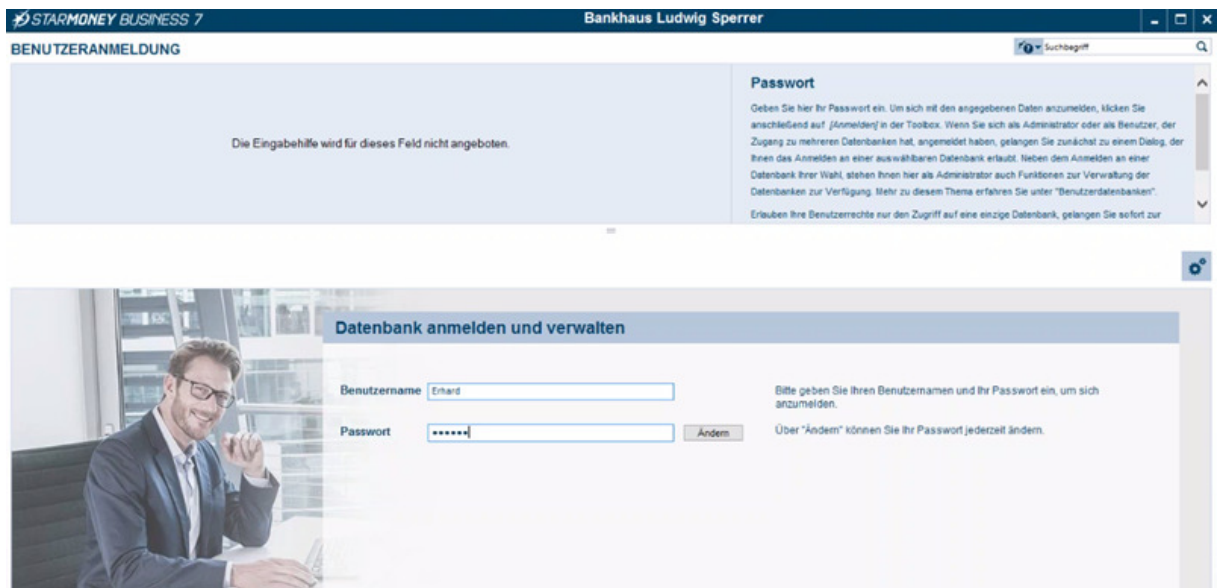 STARMONEY BUSINESS 7
Bankhaus Ludwig Sperrer
BENUTZERANMELDUNG
Suchbegriff
Die Eingabehilfe wird für dieses Feld nicht angeboten.
Passwort
Geben Sie hier Ihr Passwort ein. Um sich mit den angegebenen Daten anzumelden, klicken Sie
anschließend auf [Anmelden] in der Toolbox. Wenn Sie sich als Administrator oder als Benutzer, der
Zugang zu mehreren Datenbanken hat, angemeldet haben, gelangen Sie zunächst zu einem Dialog, der
Ihnen das Anmelden an einer auswählbaren Datenbank erlaubt. Neben dem Anmelden an einer
Datenbank Ihrer Wahl, stehen Ihnen hier als Administrator auch Funktionen zur Verwaltung der
Datenbanken zur Verfügung. Mehr zu diesem Thema erfahren Sie unter "Benutzerdatenbanken".
Erlauben Ihre Benutzerrechte nur den Zugriff auf eine einzige Datenbank, gelangen Sie sofort zur
Datenbank anmelden und verwalten
Benutzername Erhard
Bitte geben Sie Ihren Benutzernamen und Ihr Passwort ein, um sich
anzumelden.
Passwort •••••• Ändern
Über "Ändern" können Sie Ihr Passwort jederzeit ändern.